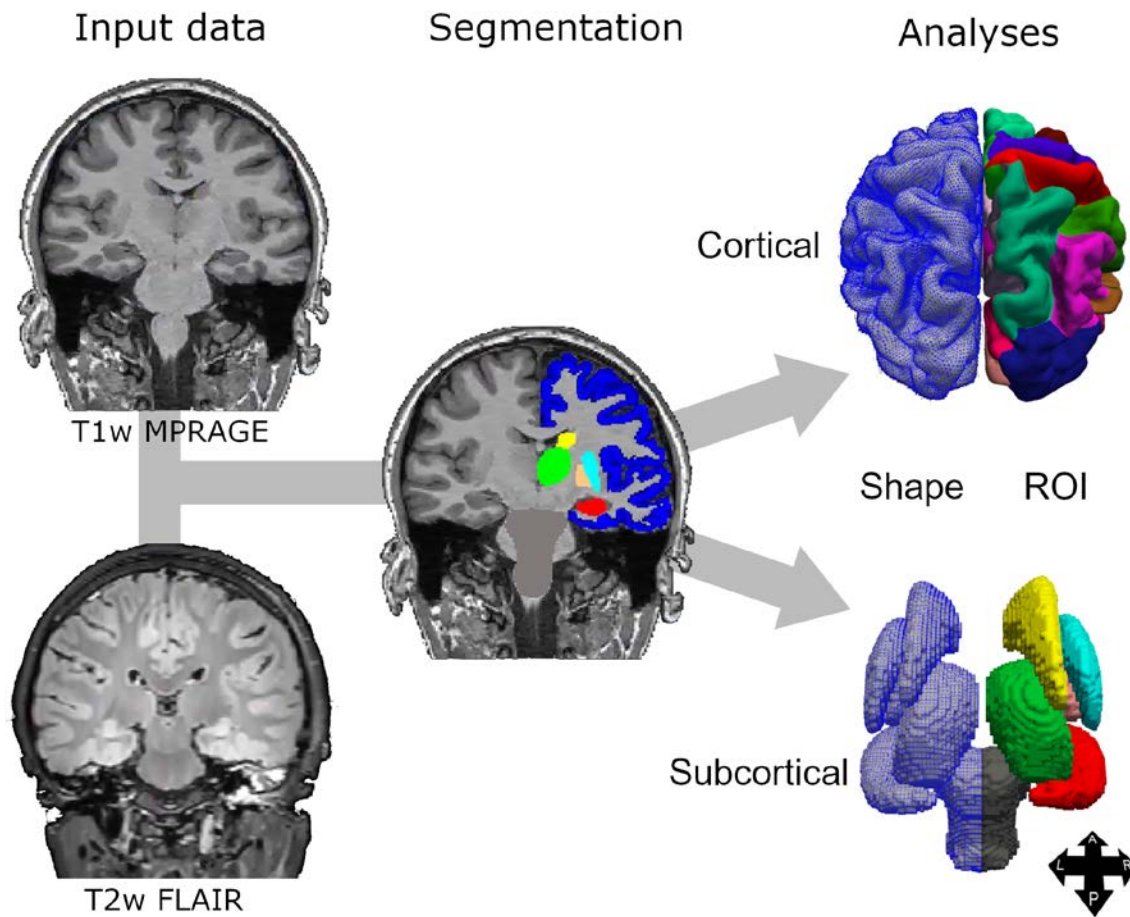 Input data
Segmentation
Analyses
Cortical
T1w MPRAGE
Shape
ROI
Subcortical
A
L
R
P
T2w FLAIR